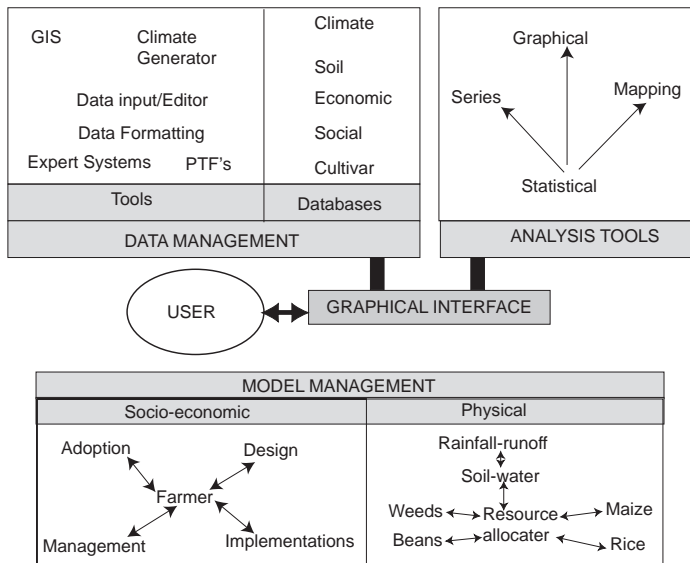 GIS
Climate
Generator
Data input/Editor
Data Formatting
Expert Systems PTF's
Tools
Climate
Soil
Economic
Social
Cultivar
Databases
DATA MANAGEMENT
Graphical
Series
Mapping
Statistical
ANALYSIS TOOLS
USER
GRAPHICAL INTERFACE
MODEL MANAGEMENT
Socio-economic
Adoption
Design
Farmer
Management
Implementations
Physical
Rainfall-runoff
Soil-water
Weeds
Resource
allocater
Maize
Beans
Rice